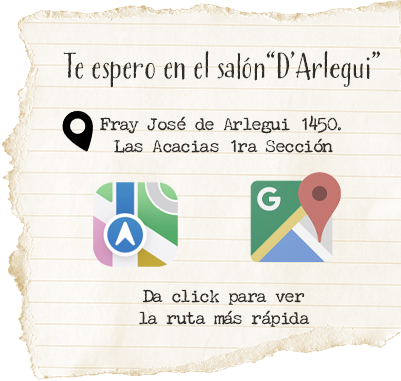 Te espero en el salón“D’Arlegui”
Fray José de Arlegui 1450.
Las Acacias 1ra Sección
G
Da click para ver
la ruta más rápida